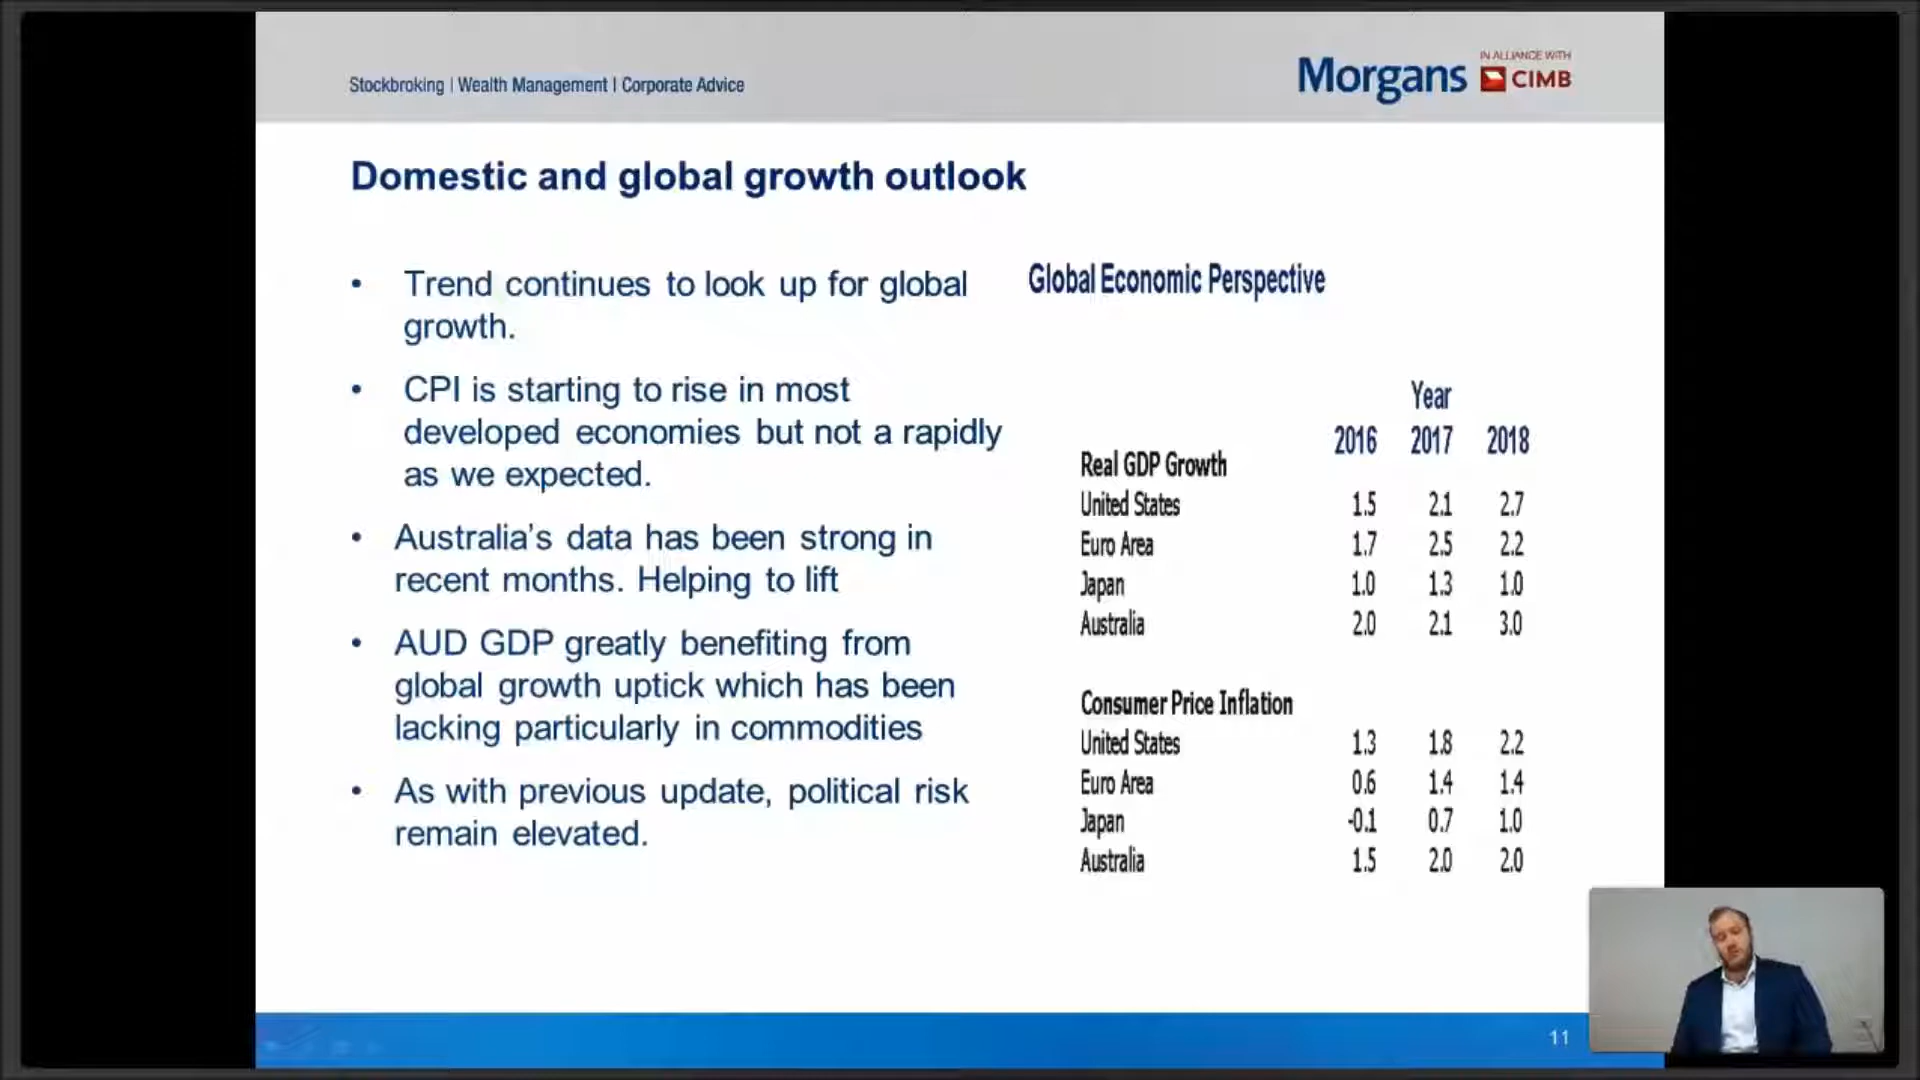 Stockbroking | Wealth Management | Corporate Advice
Morgans
IN ALLIANCE WITH
CIMB
Domestic and global growth outlook
• Trend continues to look up for global
growth.
• CPI is starting to rise in most
developed economies but not a rapidly
as we expected.
• Australia's data has been strong in
recent months. Helping to lift
• AUD GDP greatly benefiting from
global growth uptick which has been
lacking particularly in commodities
• As with previous update, political risk
remain elevated.
Global Economic Perspective
Year
2016 2017 2018
Real GDP Growth
United States 1.5 2.1 2.7
Euro Area 1.7 2.5 2.2
Japan 1.0 1.3 1.0
Australia 2.0 2.1 3.0
Consumer Price Inflation
United States 1.3 1.8 2.2
Euro Area 0.6 1.4 1.4
Japan -0.1 0.7 1.0
Australia 1.5 2.0 2.0
11